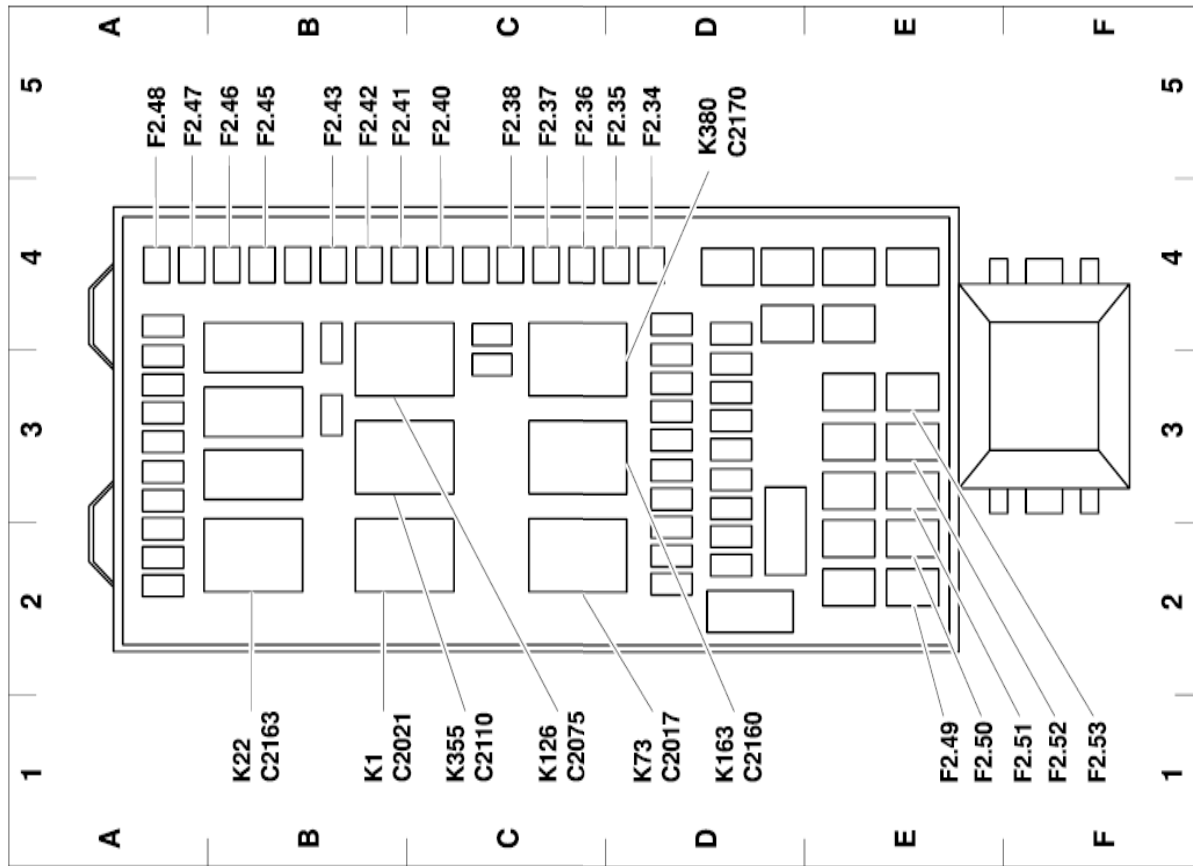 A
B
C
D
E
F
5
5
F2.48
F2.47
F2.46
F2.45
F2.43
F2.42
F2.41
F2.40
F2.38
F2.37
F2.36
F2.35
F2.34
K380
C2170
4
4
3
3
2
2
K22
C2163
K1
C2021
K355
C2110
K126
C2075
K73
C2017
K163
C2160
F2.49
F2.50
F2.51
F2.52
F2.53
1
1
A
B
C
D
E
F